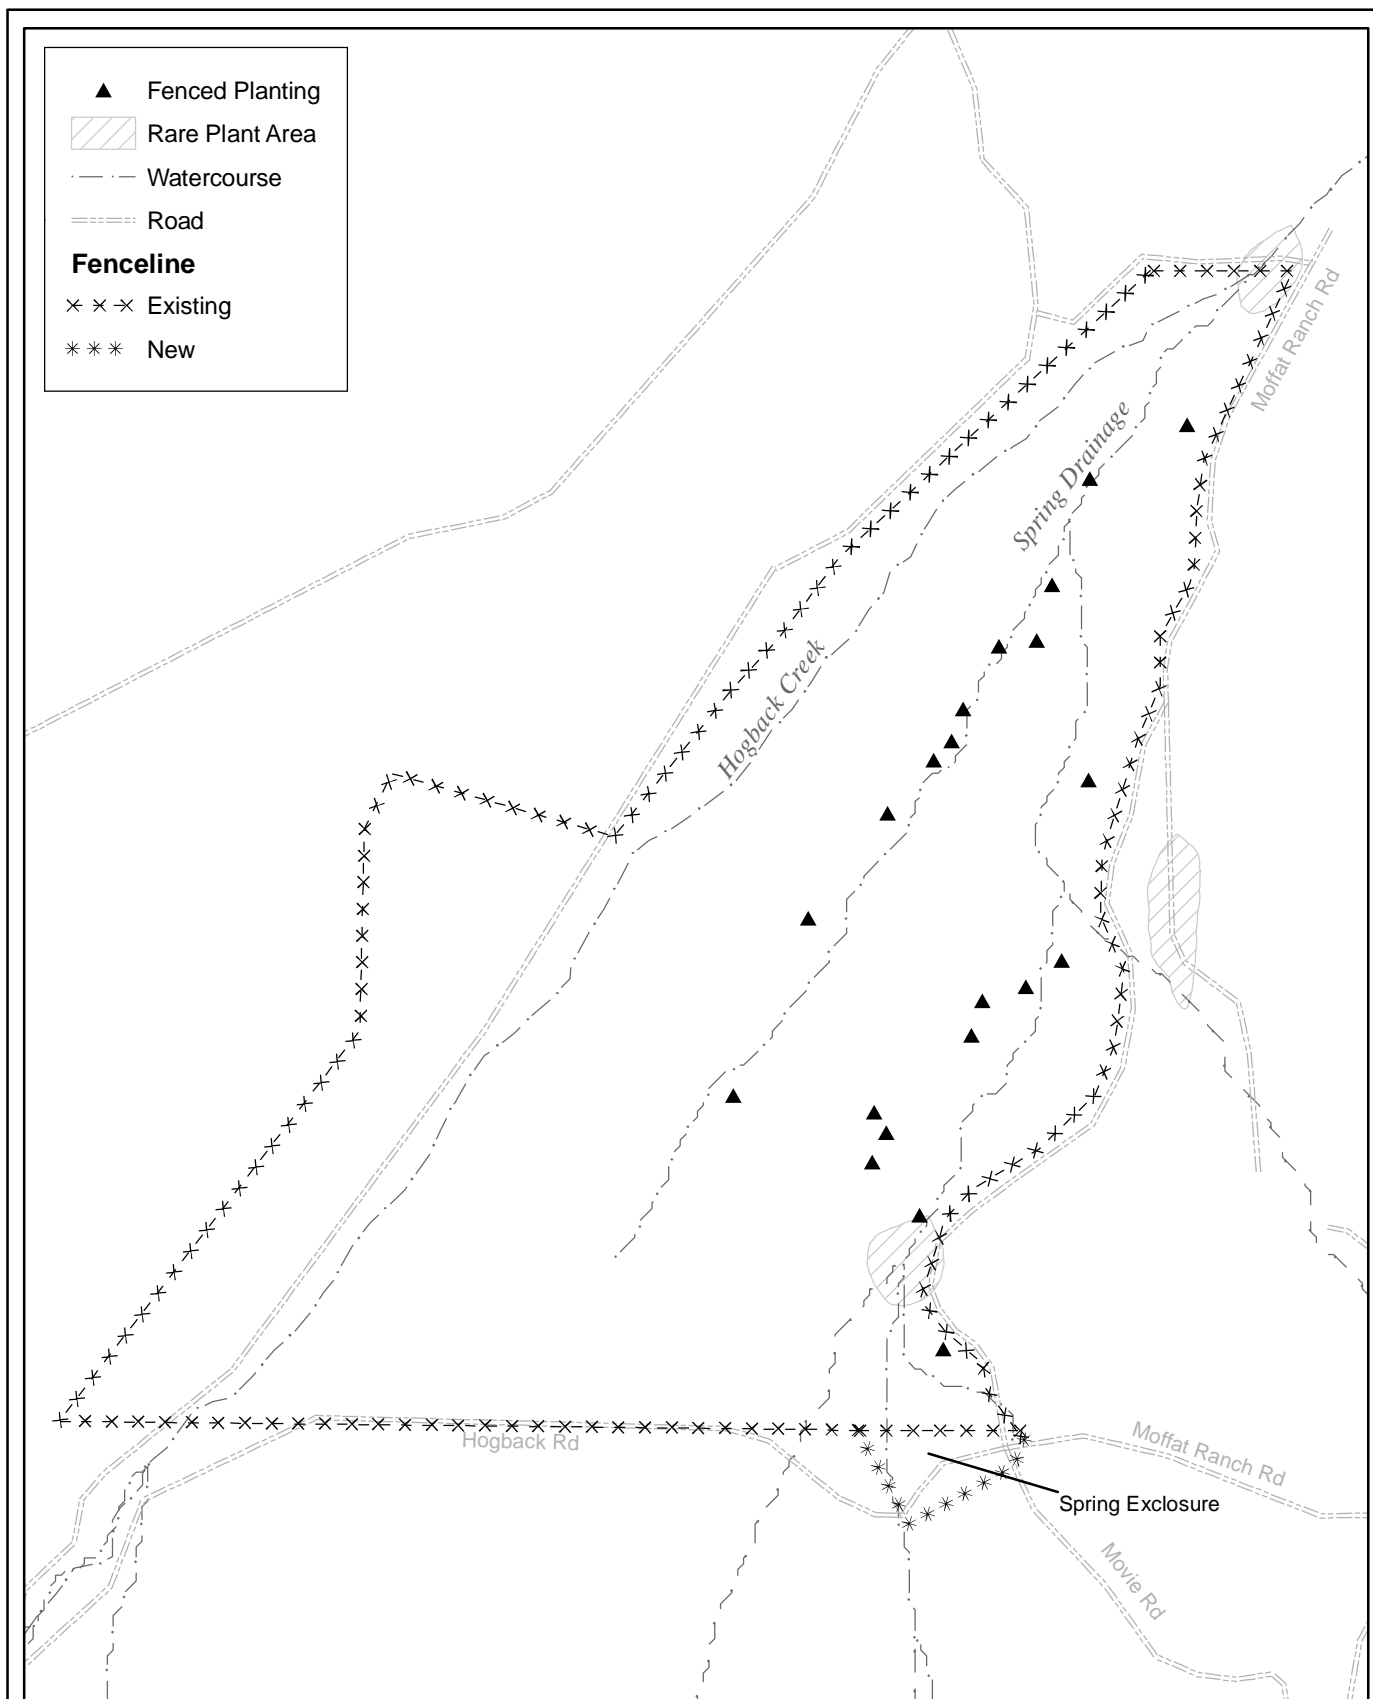 Fenced Planting
Rare Plant Area
Watercourse
Road
Fenceline
Existing
New
Moffat Ranch Rd
Spring Drainage
Hogback Creek
Hogback Rd
Moffat Ranch Rd
Spring Exclosure
Movie Rd